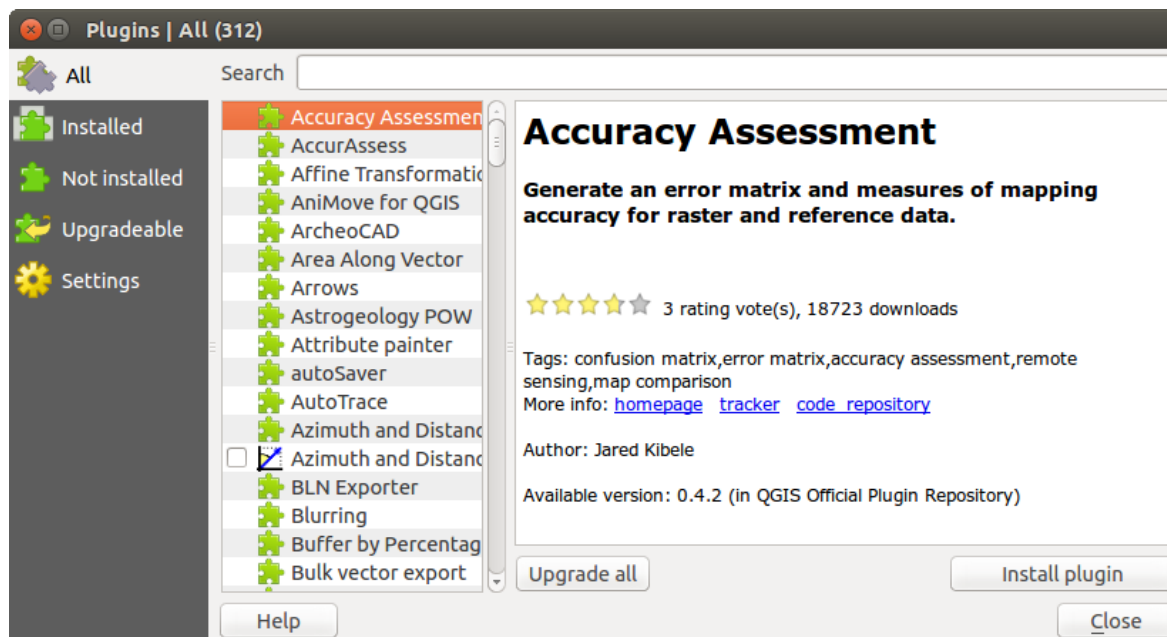 Plugins | All (312)
All
Installed
Not installed
Upgradeable
Settings
Search
Accuracy Assessmen
AccurAssess
Affine Transformatic
AniMove for QGIS
ArcheoCAD
Area Along Vector
Arrows
Astrogeology POW
Attribute painter
autoSaver
AutoTrace
Azimuth and Distanc
Azimuth and Distanc
BLN Exporter
Blurring
Buffer by Percentag
Bulk vector export
Accuracy Assessment
Generate an error matrix and measures of mapping
accuracy for raster and reference data.
3 rating vote(s), 18723 downloads
Tags: confusion matrix,error matrix,accuracy assessment,remote
sensing,map comparison
More info: homepage tracker code_repository
Author: Jared Kibele
Available version: 0.4.2 (in QGIS Official Plugin Repository)
Upgrade all
Install plugin
Help
Close